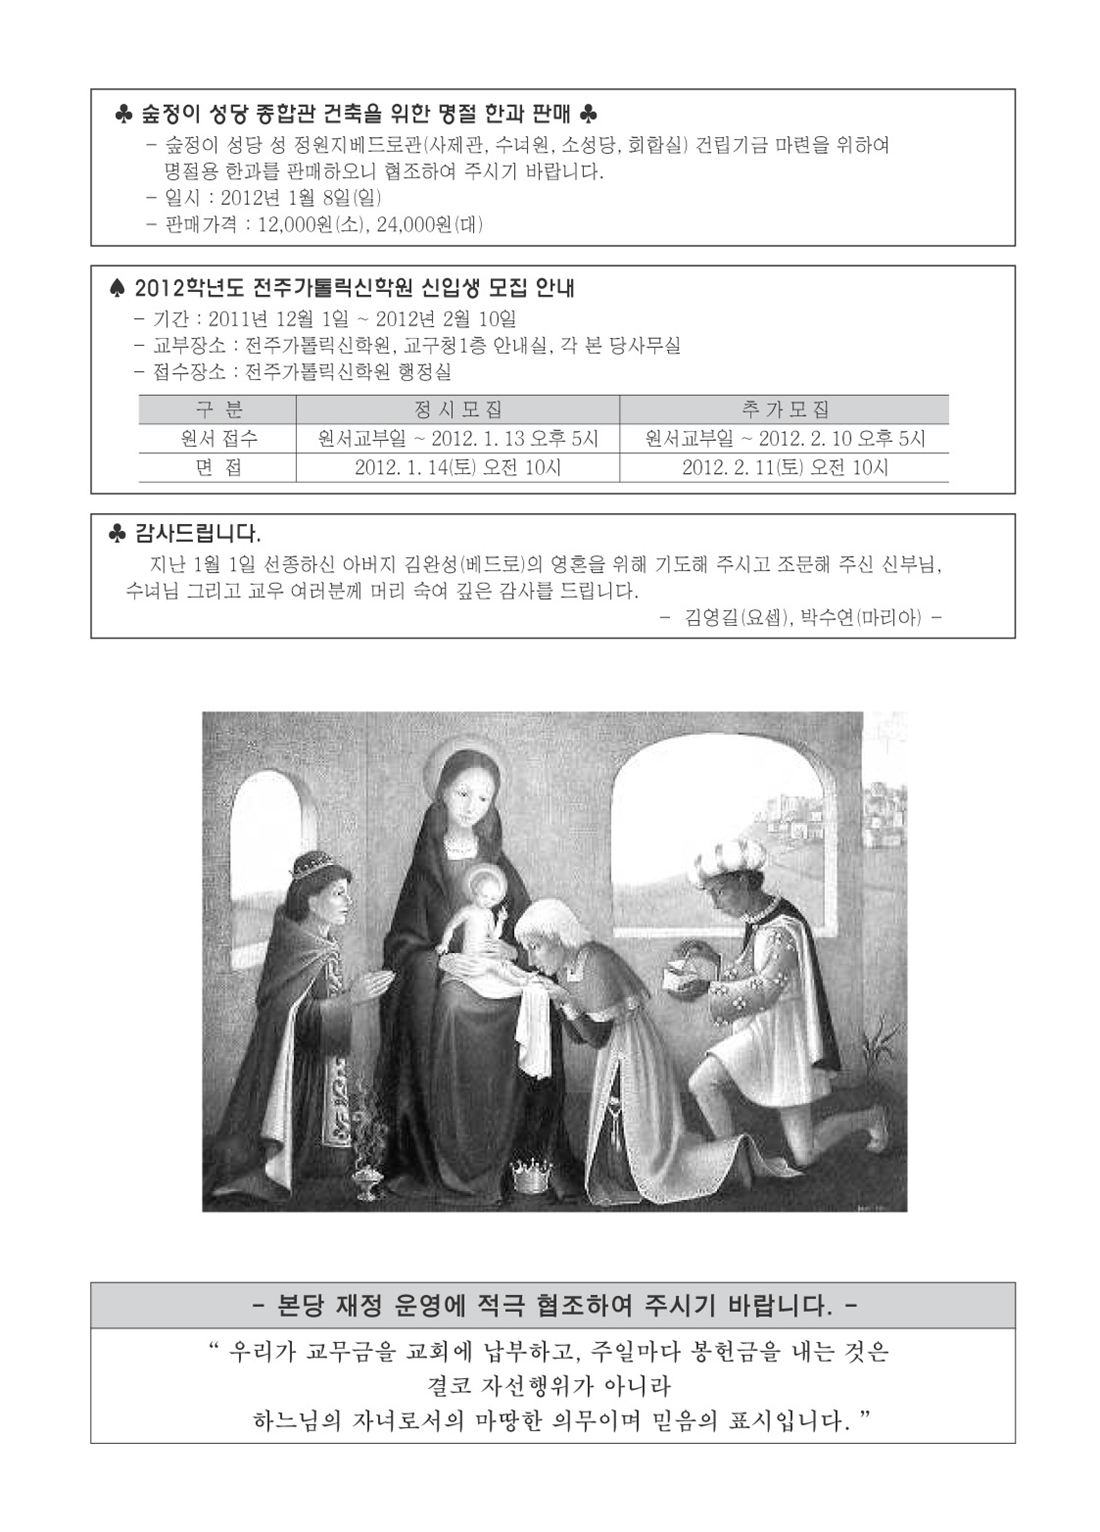 ♣ 숲정이 성당 종합관 건축을 위한 명절 한과 판매 ♣
- 숲정이 성당 성 정원지베드로관(사제관, 수녀원, 소성당, 회합실) 건립기금 마련을 위하여
명절용 한과를 판매하오니 협조하여 주시기 바랍니다.
- 일시 : 2012년 1월 8일(일)
- 판매가격 : 12,000원(소), 24,000원(대)
♠ 2012학년도 전주가톨릭신학원 신입생 모집 안내
- 기간 : 2011년 12월 1일 ~ 2012년 2월 10일
- 교부장소 : 전주가톨릭신학원, 교구청1층 안내실, 각 본 당사무실
- 접수장소 : 전주가톨릭신학원 행정실
구 분 정 시 모 집 추 가 모 집
원서 접수 원서교부일 ~ 2012. 1. 13 오후 5시 원서교부일 ~ 2012. 2. 10 오후 5시
면 접 2012. 1. 14(토) 오전 10시 2012. 2. 11(토) 오전 10시
♣ 감사드립니다.
지난 1월 1일 선종하신 아버지 김완성(베드로)의 영혼을 위해 기도해 주시고 조문해 주신 신부님,
수녀님 그리고 교우 여러분께 머리 숙여 깊은 감사를 드립니다.
- 김영길(요셉), 박수연(마리아) -
- 본당 재정 운영에 적극 협조하여 주시기 바랍니다. -
“ 우리가 교무금을 교회에 납부하고, 주일마다 봉헌금을 내는 것은
결코 자선행위가 아니라
하느님의 자녀로서의 마땅한 의무이며 믿음의 표시입니다. ”